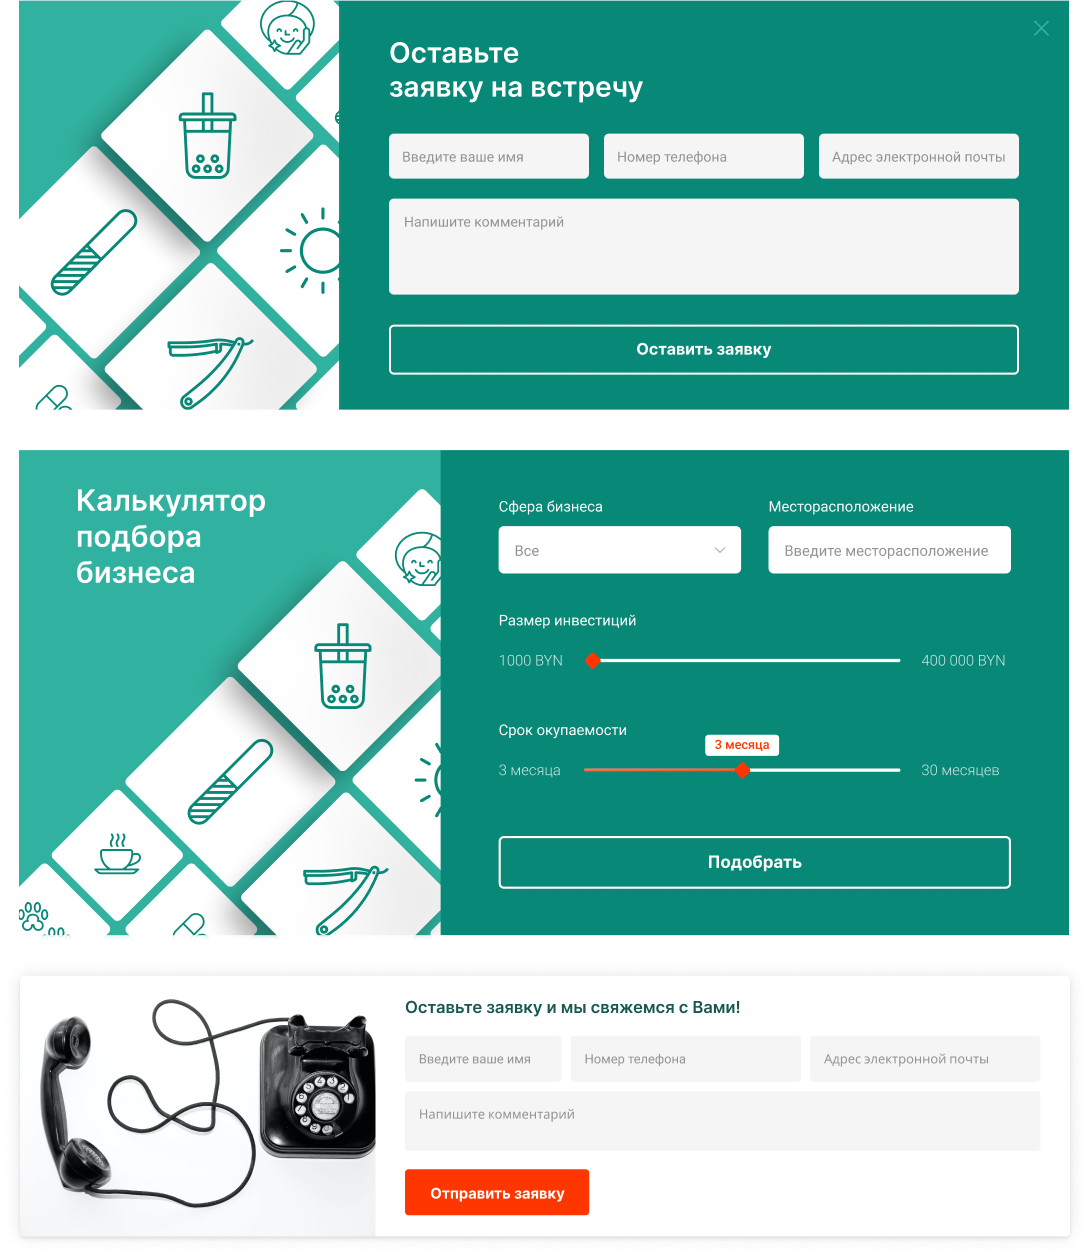 Оставьте
заявку на встречу
Введите ваше имя
Номер телефона
Адрес электронной почты
Напишите комментарий
Оставить заявку
Калькулятор
подбора
бизнеса
Сфера бизнеса
Месторасположение
Все
Введите месторасположение
Размер инвестиций
1000 BYN
400 000 BYN
Срок окупаемости
3 месяца
3 месяца
30 месяцев
Подобрать
Оставьте заявку и мы свяжемся с Вами!
Введите ваше имя
Номер телефона
Адрес электронной почты
Напишите комментарий
Отправить заявку